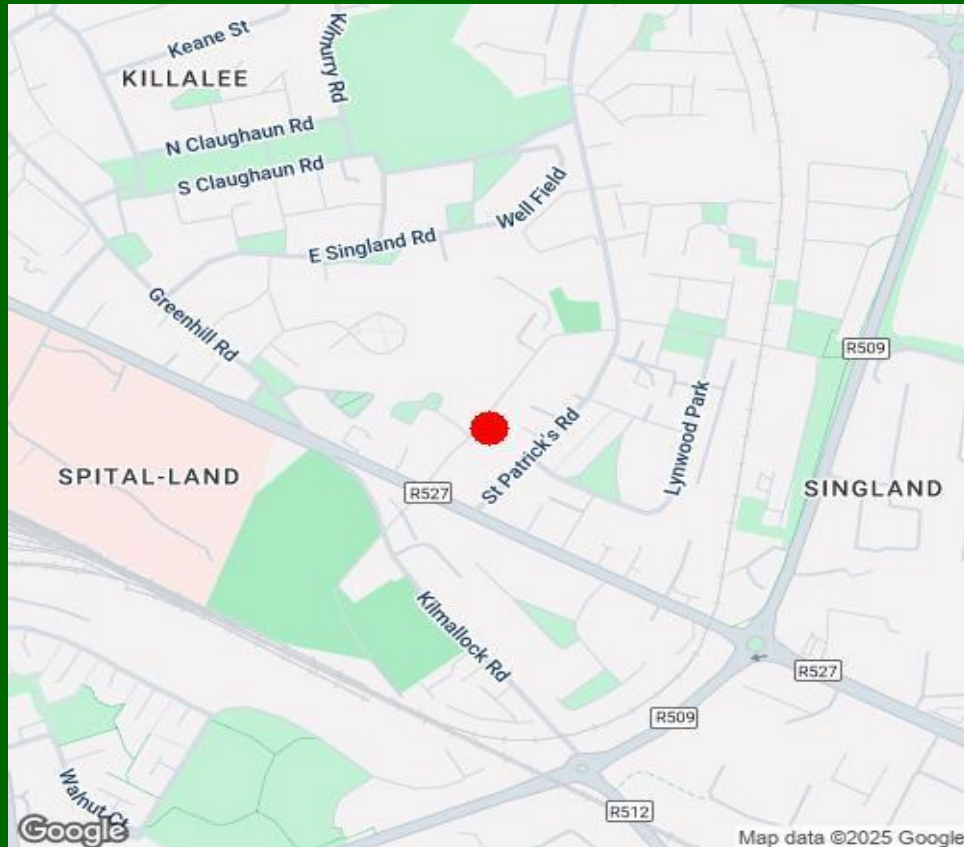 Keane St
KILLALEE
Kilmurry Rd
N Claughaun Rd
S Claughaun Rd
Well Field
E Singland Rd
Greenhill Rd
R509
Lynwood Park
St Patrick's Rd
SPITAL-LAND
R527
SINGLAND
Kilmallock Rd
R527
R509
Walnut Ct
R512
Google
Map data ©2025 Google